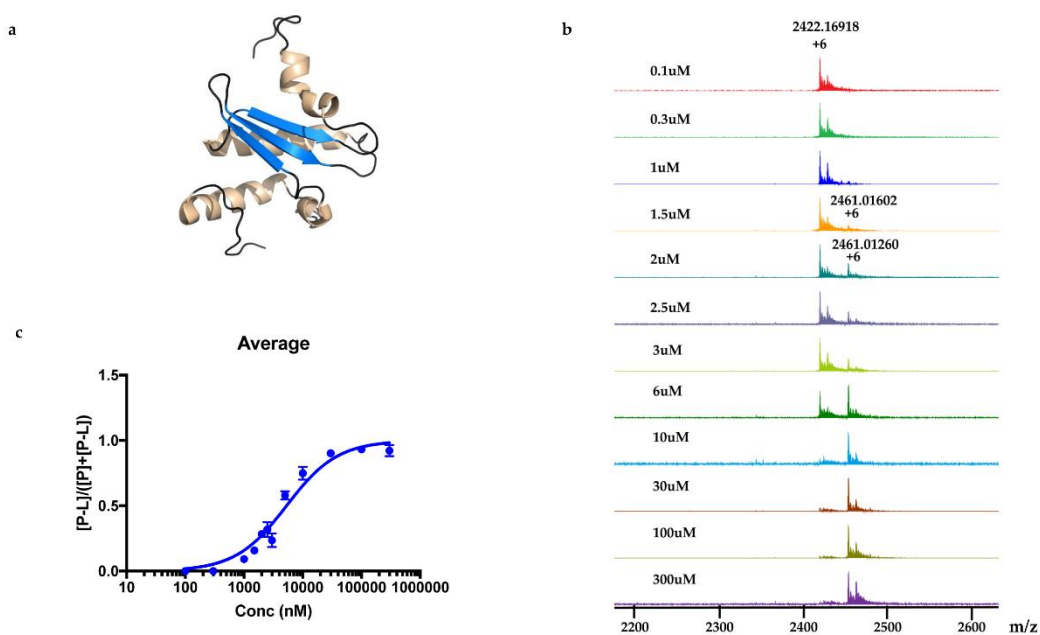 a
b
2422.16918
+6
0.1uM
0.3uM
1uM
2461.01602
+6
1.5uM
2461.01260
+6
2uM
2.5uM
3uM
6uM
10uM
30uM
100uM
300uM
2200
2300
2400
2500
2600
m/z
c
Average
[P-L]/([P]+[P-L])
1.5
1.0
0.5
0.0
10
100
1000
10000
100000
1000000
Conc (nM)